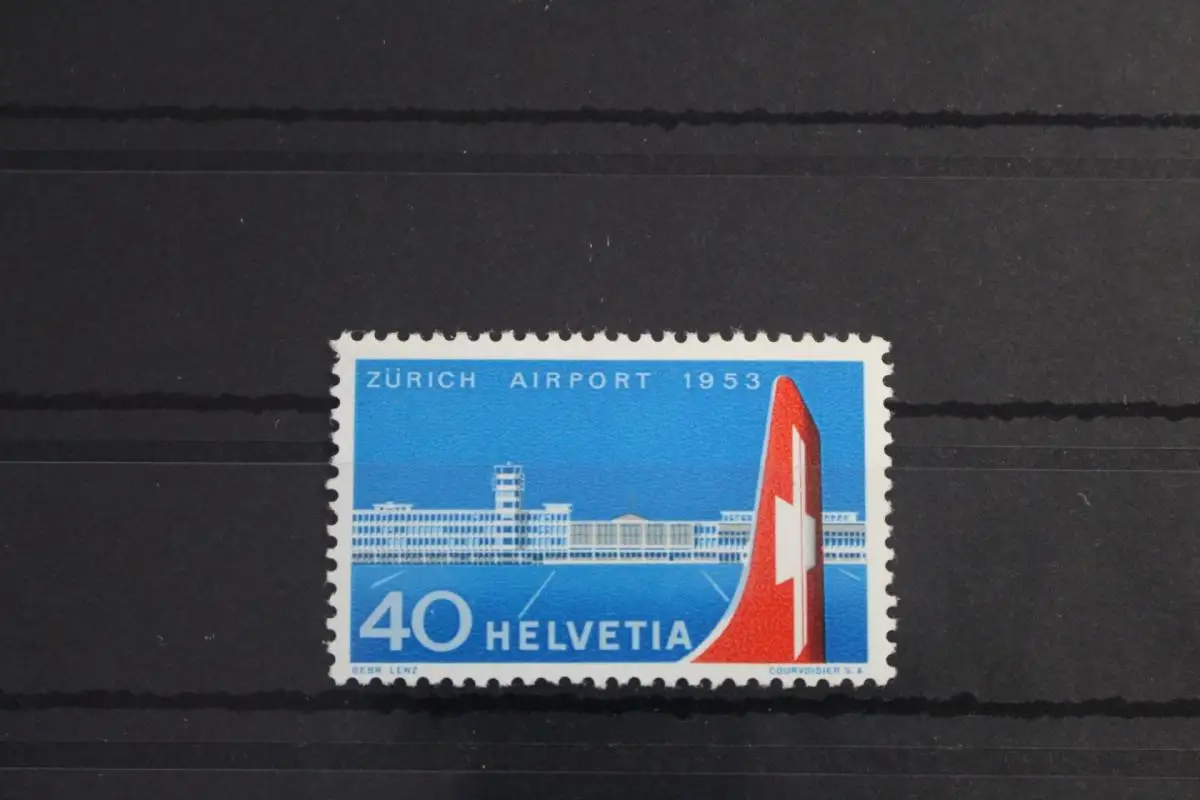 ZÜRICH AIRPORT 1953
40 HELVETIA
GEBR. LENZ COURVOISIER S.A.